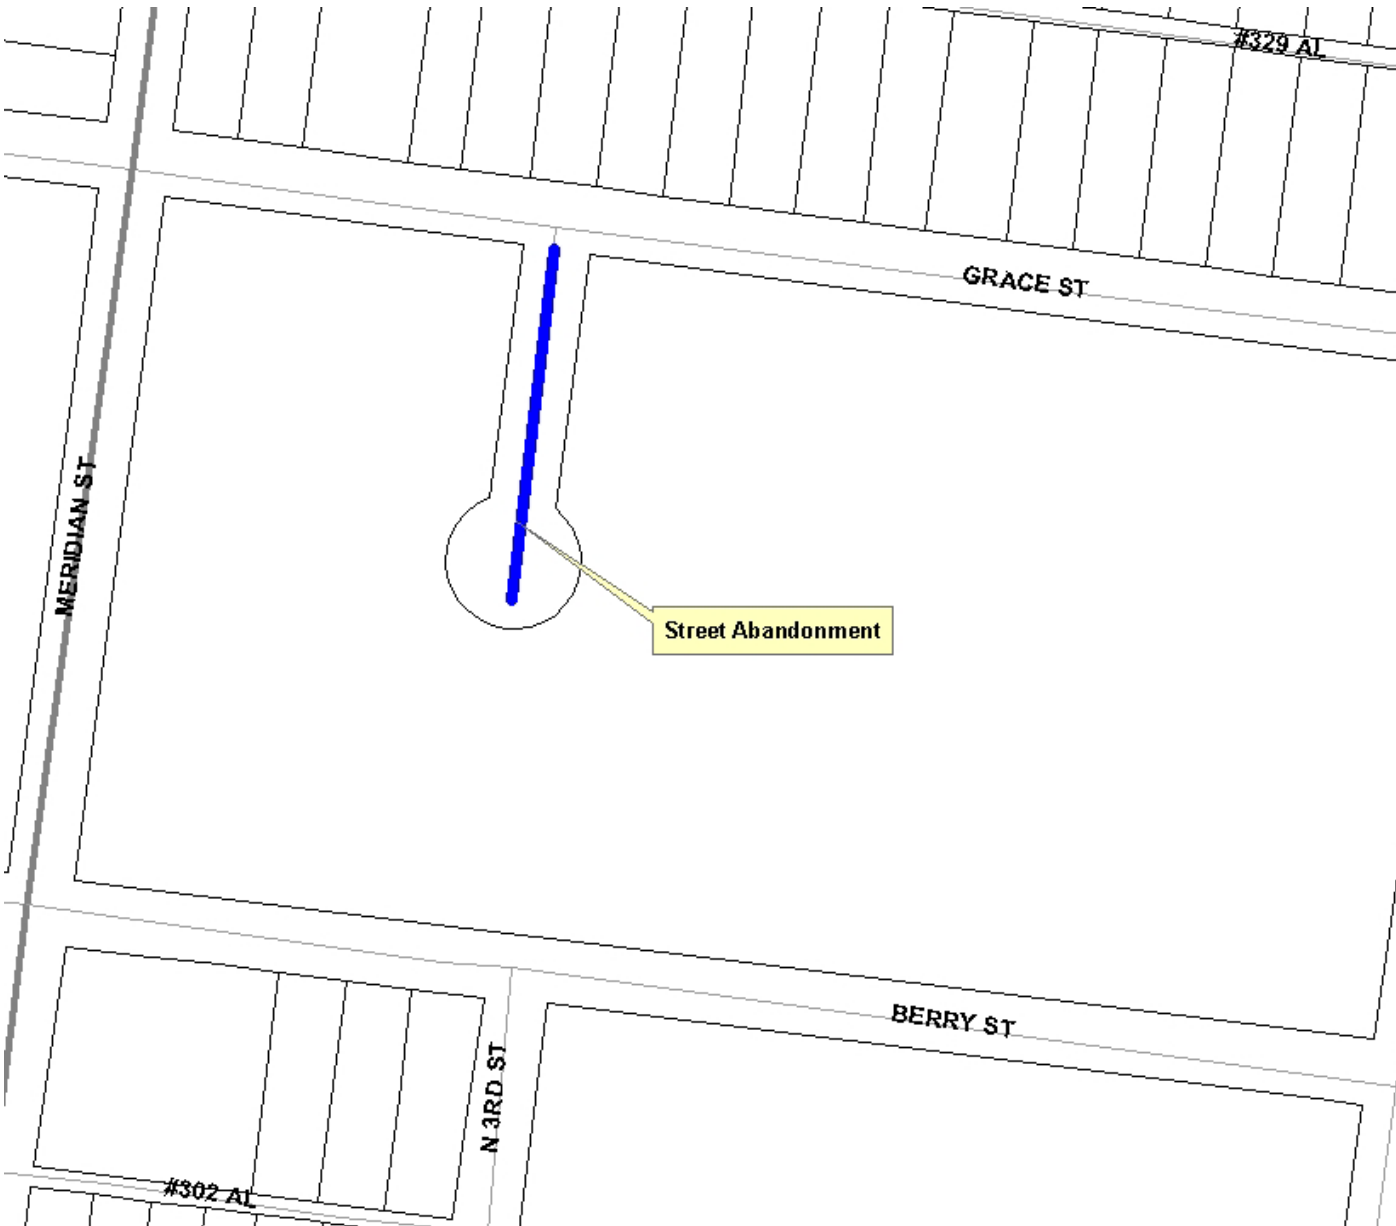 #329 AL
GRACE ST
MERIDIAN ST
Street Abandonment
BERRY ST
N 3RD ST
#302 AL